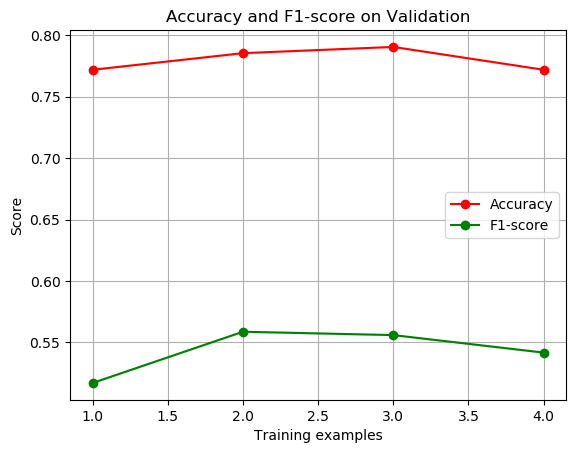 Accuracy and F1-score on Validation
0.80
0.75
0.70
0.65
0.60
0.55
Score
Accuracy
F1-score
1.0 1.5 2.0 2.5 3.0 3.5 4.0
Training examples